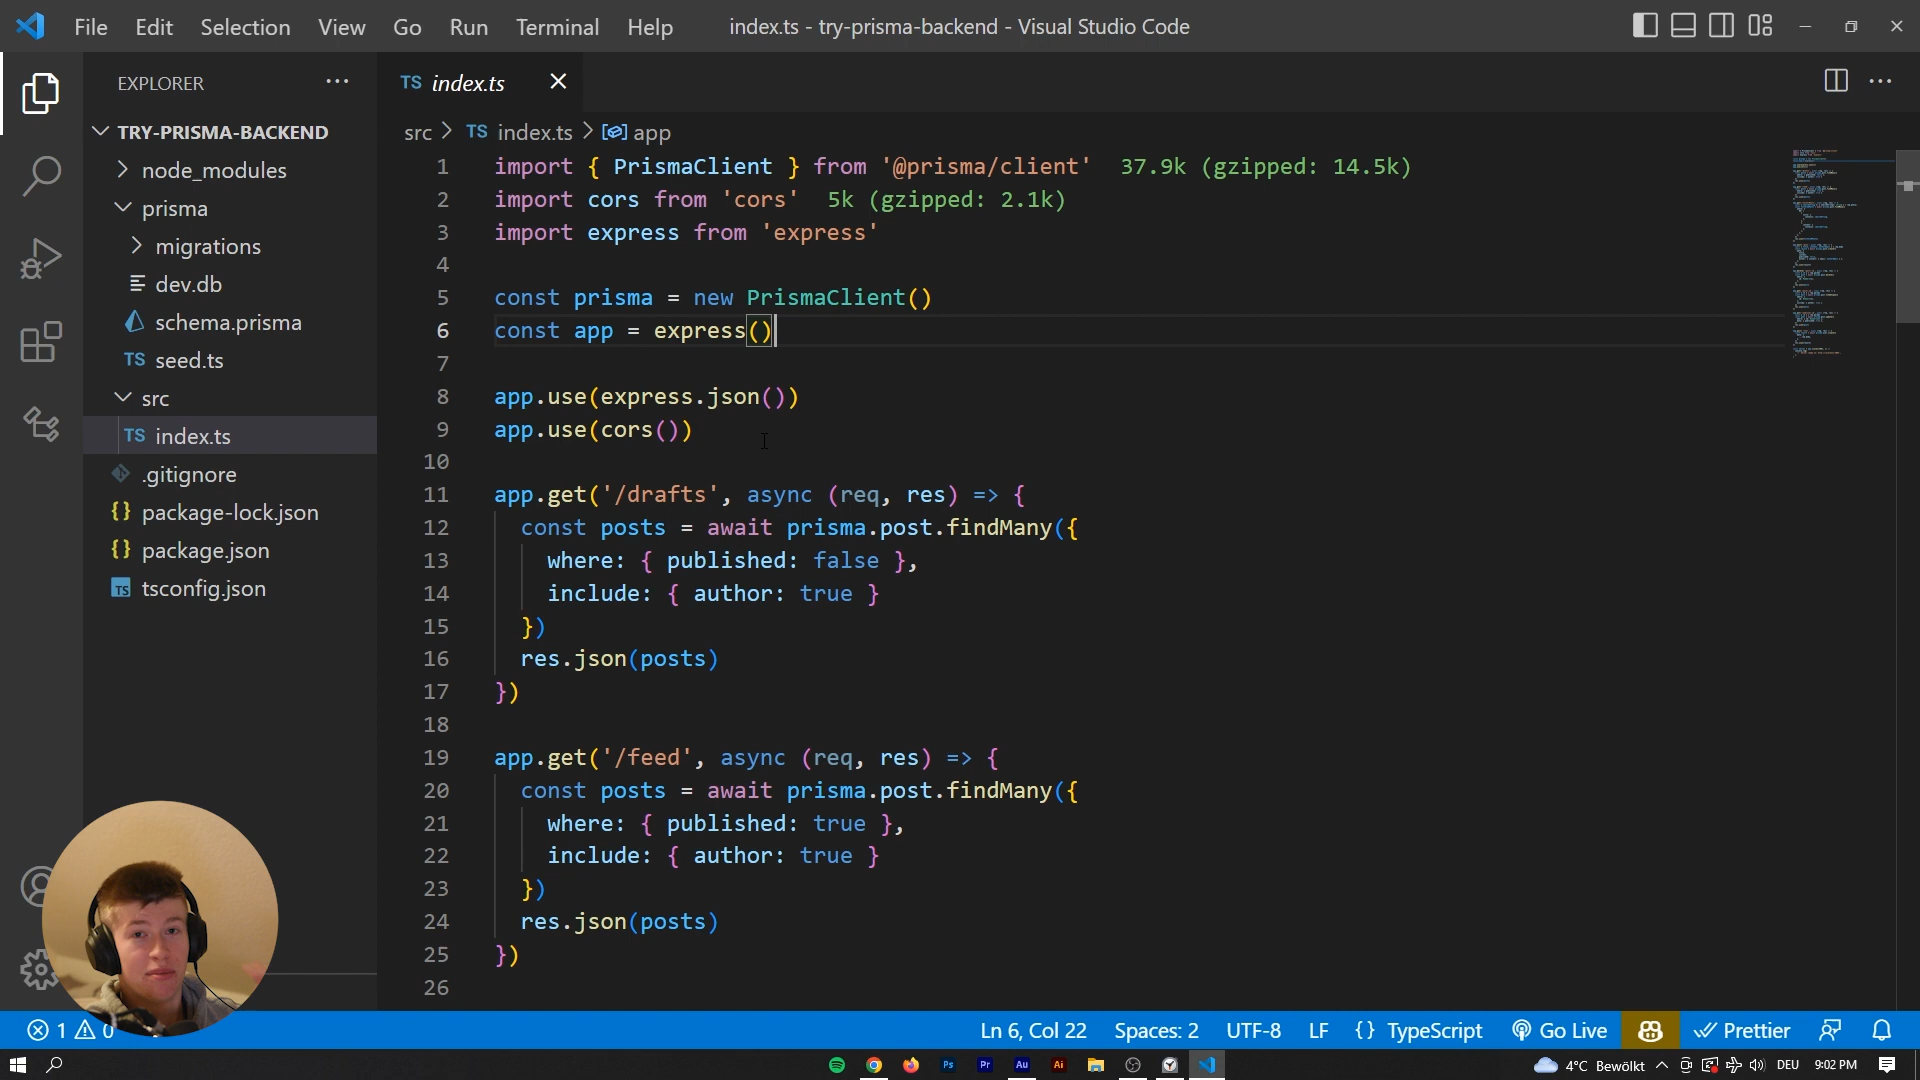 File Edit Selection View Go Run Terminal Help
index.ts - try-prisma-backend - Visual Studio Code
EXPLORER
TRY-PRISMA-BACKEND
node_modules
prisma
migrations
dev.db
schema.prisma
TS seed.ts
src
TS index.ts
.gitignore
{} package-lock.json
{} package.json
TS tsconfig.json
TS index.ts
src > TS index.ts > app
1 import { PrismaClient } from '@prisma/client' 37.9k (gzipped: 14.5k)
2 import cors from 'cors' 5k (gzipped: 2.1k)
3 import express from 'express'
4
5 const prisma = new PrismaClient()
6 const app = express()
7
8 app.use(express.json())
9 app.use(cors())
10
11 app.get('/drafts', async (req, res) => {
12 const posts = await prisma.post.findMany({
13 where: { published: false },
14 include: { author: true }
15 })
16 res.json(posts)
17 })
18
19 app.get('/feed', async (req, res) => {
20 const posts = await prisma.post.findMany({
21 where: { published: true },
22 include: { author: true }
23 })
24 res.json(posts)
25 })
26
1 0 Ln 6, Col 22 Spaces: 2 UTF-8 LF {} TypeScript Go Live Prettier
Ps Pr Au Ai 4°C Bewölkt DEU 9:02 PM